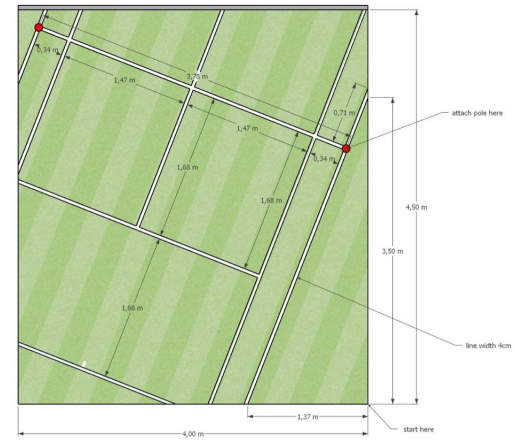 0,34 m
3,78 m
1,47 m
0,71 m
attach pole here
1,47 m
1,68 m
0,34 m
1,68 m
4,50 m
3,50 m
1,68 m
line width 4cm
1,37 m
4,00 m
start here